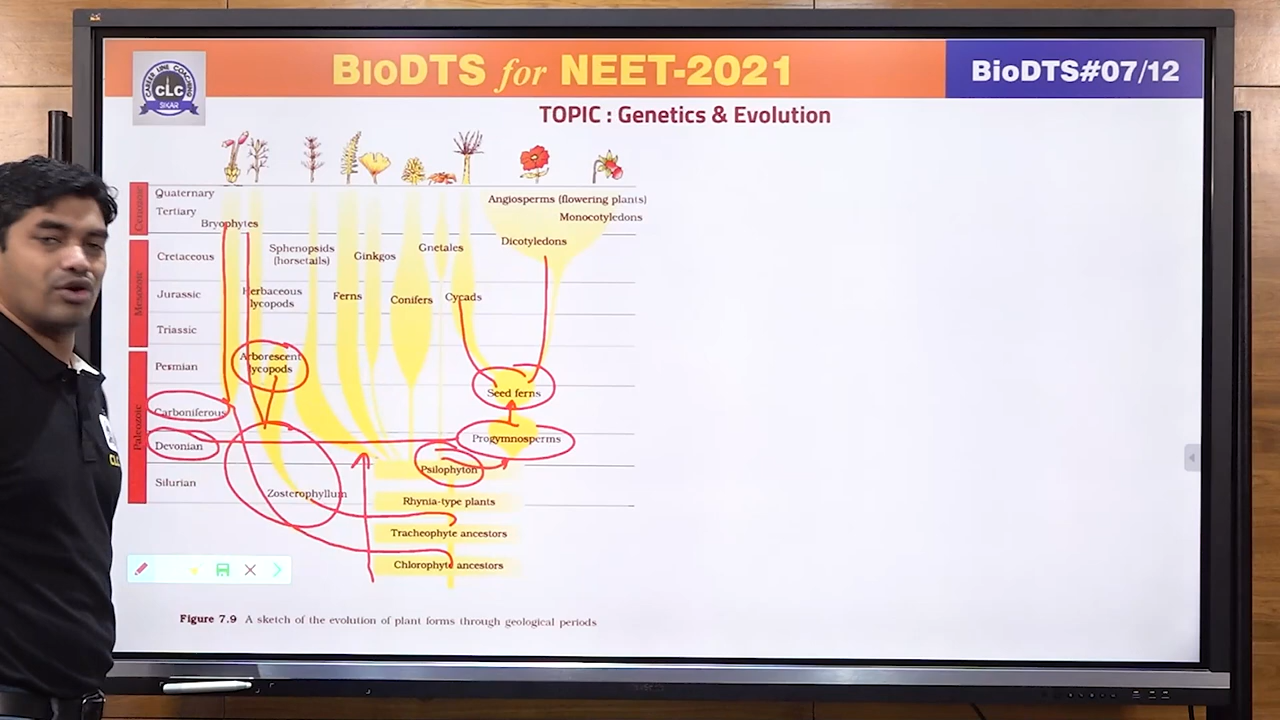 BIODTS for NEET-2021
BIODTS#07/12
CAREER LINE COACHING
CLC
SIKAR
TOPIC : Genetics & Evolution
Cenozoic
Quaternary
Tertiary
Bryophytes
Angiosperms (flowering plants)
Monocotyledons
Dicotyledons
Mesozoic
Cretaceous
Sphenopsids
(horsetails)
Ginkgos
Gnetales
Jurassic
Herbaceous
lycopods
Ferns
Conifers
Cycads
Triassic
Paleozoic
Permian
Arborescent
lycopods
Seed ferns
Carboniferous
Devonian
Progymnosperms
Psilophyton
Silurian
Zosterophyllum
Rhynia-type plants
Tracheophyte ancestors
Chlorophyte ancestors
Figure 7.9 A sketch of the evolution of plant forms through geological periods